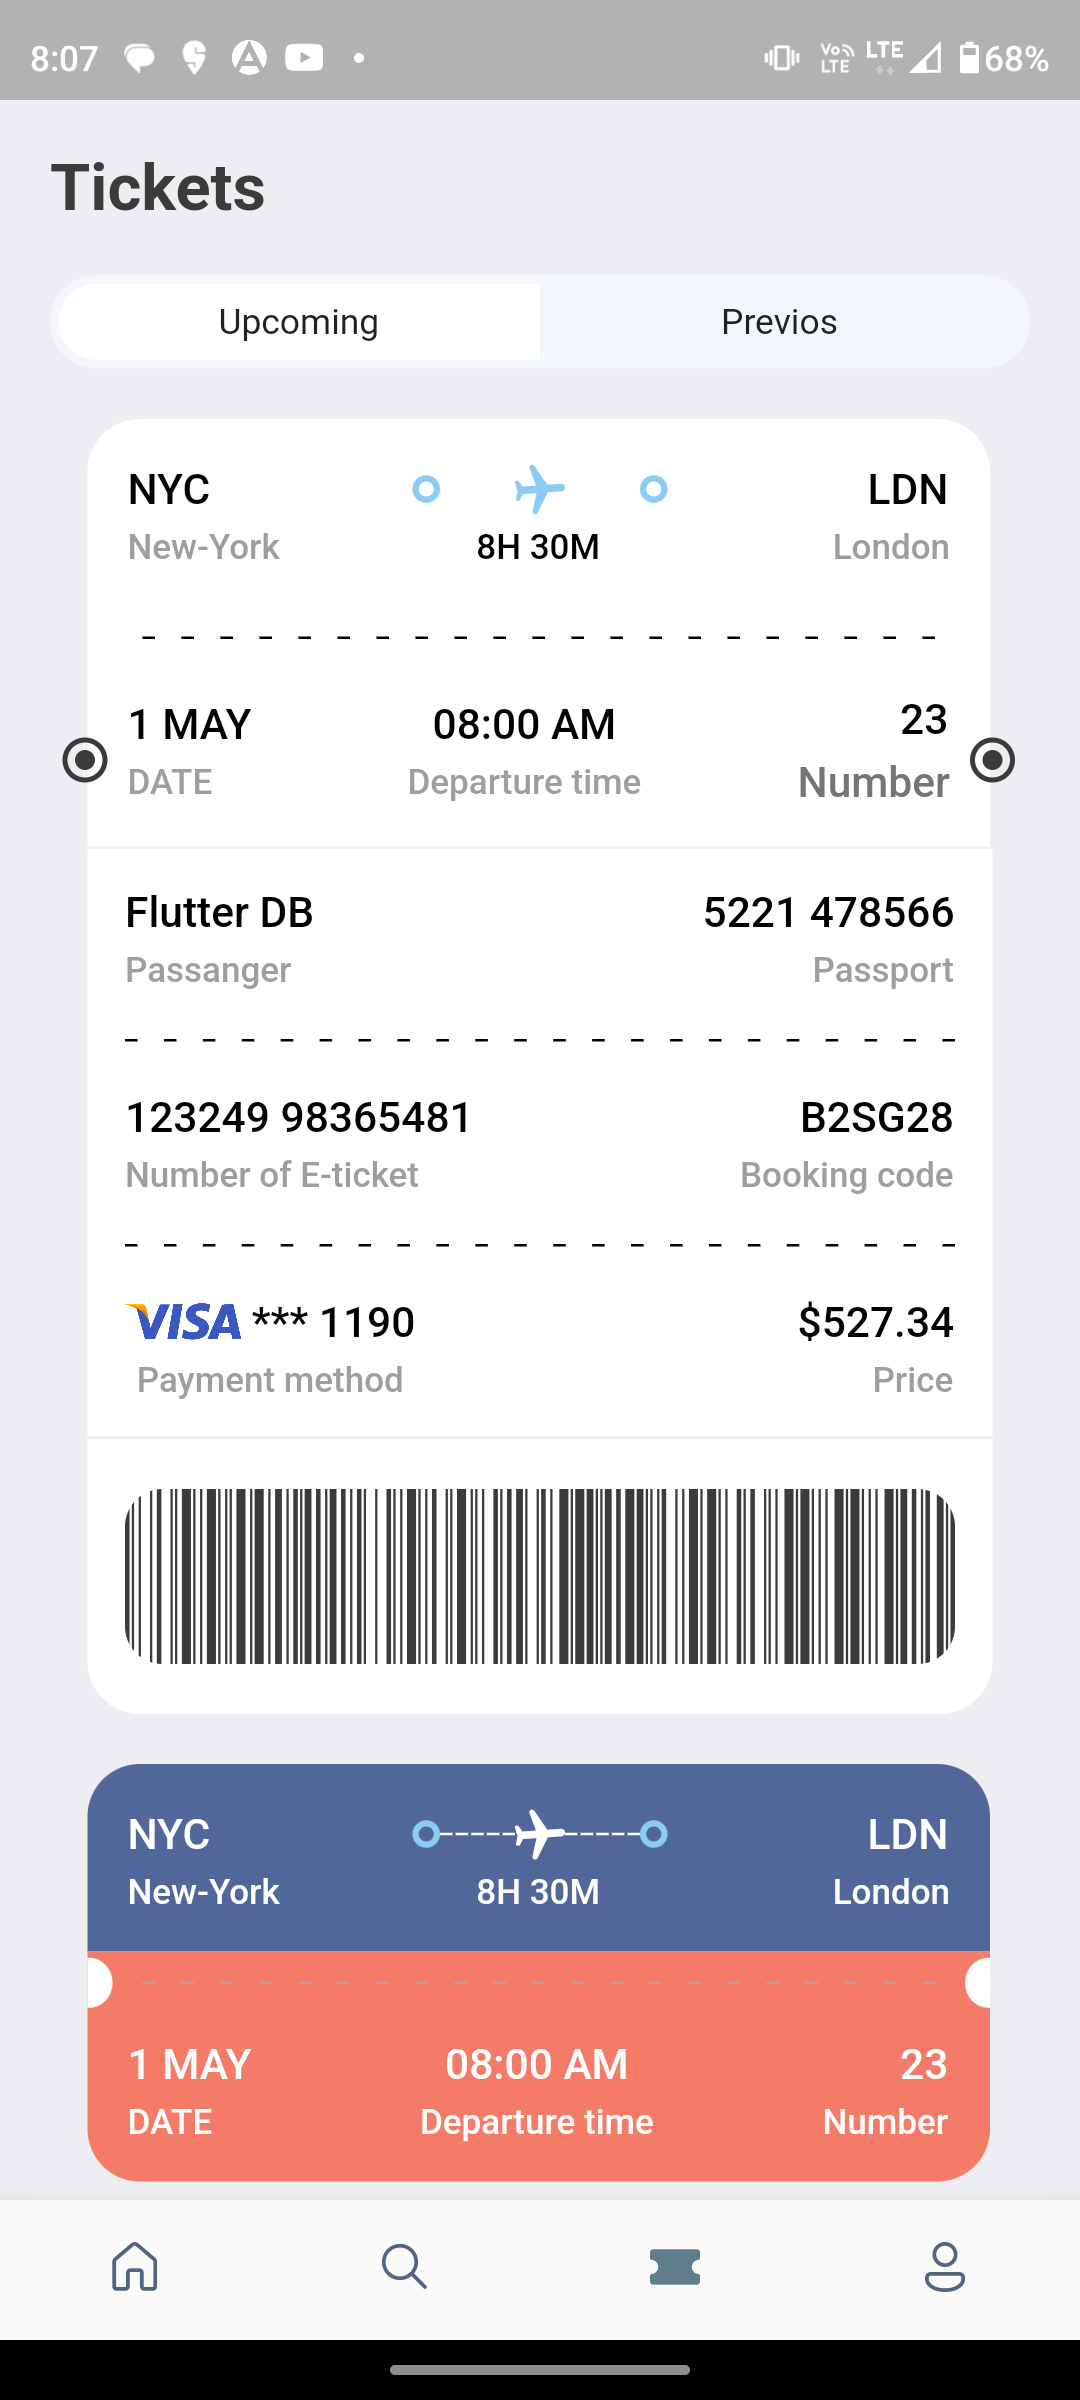 8:07 Vo LTE LTE 68%
Tickets
Upcoming Previos
NYC LDN
New-York 8H 30M London
1 MAY 08:00 AM 23
DATE Departure time Number
Flutter DB 5221 478566
Passanger Passport
123249 98365481 B2SG28
Number of E-ticket Booking code
VISA *** 1190 $527.34
Payment method Price
NYC LDN
New-York 8H 30M London
1 MAY 08:00 AM 23
DATE Departure time Number